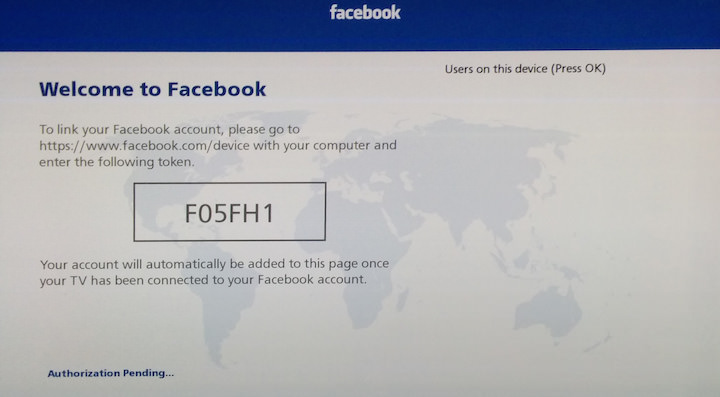 facebook
Users on this device (Press OK)
Welcome to Facebook
To link your Facebook account, please go to
https://www.facebook.com/device with your computer and
enter the following token.
F05FH1
Your account will automatically be added to this page once
your TV has been connected to your Facebook account.
Authorization Pending...